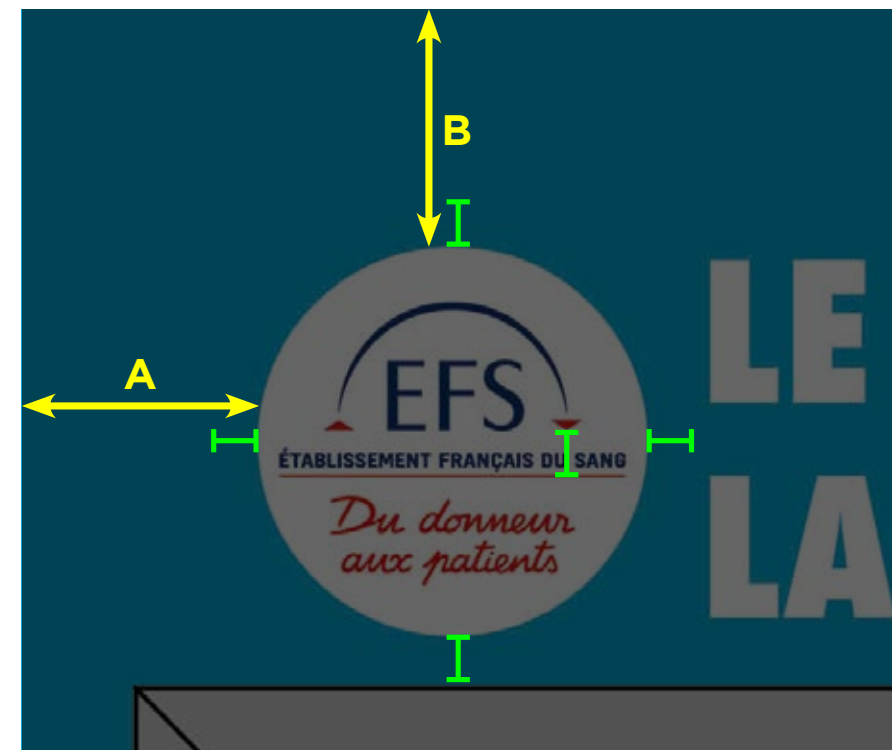 B
LE
A
EFS
ÉTABLISSEMENT FRANÇAIS DU SANG
LA
Du donneur
aux patients